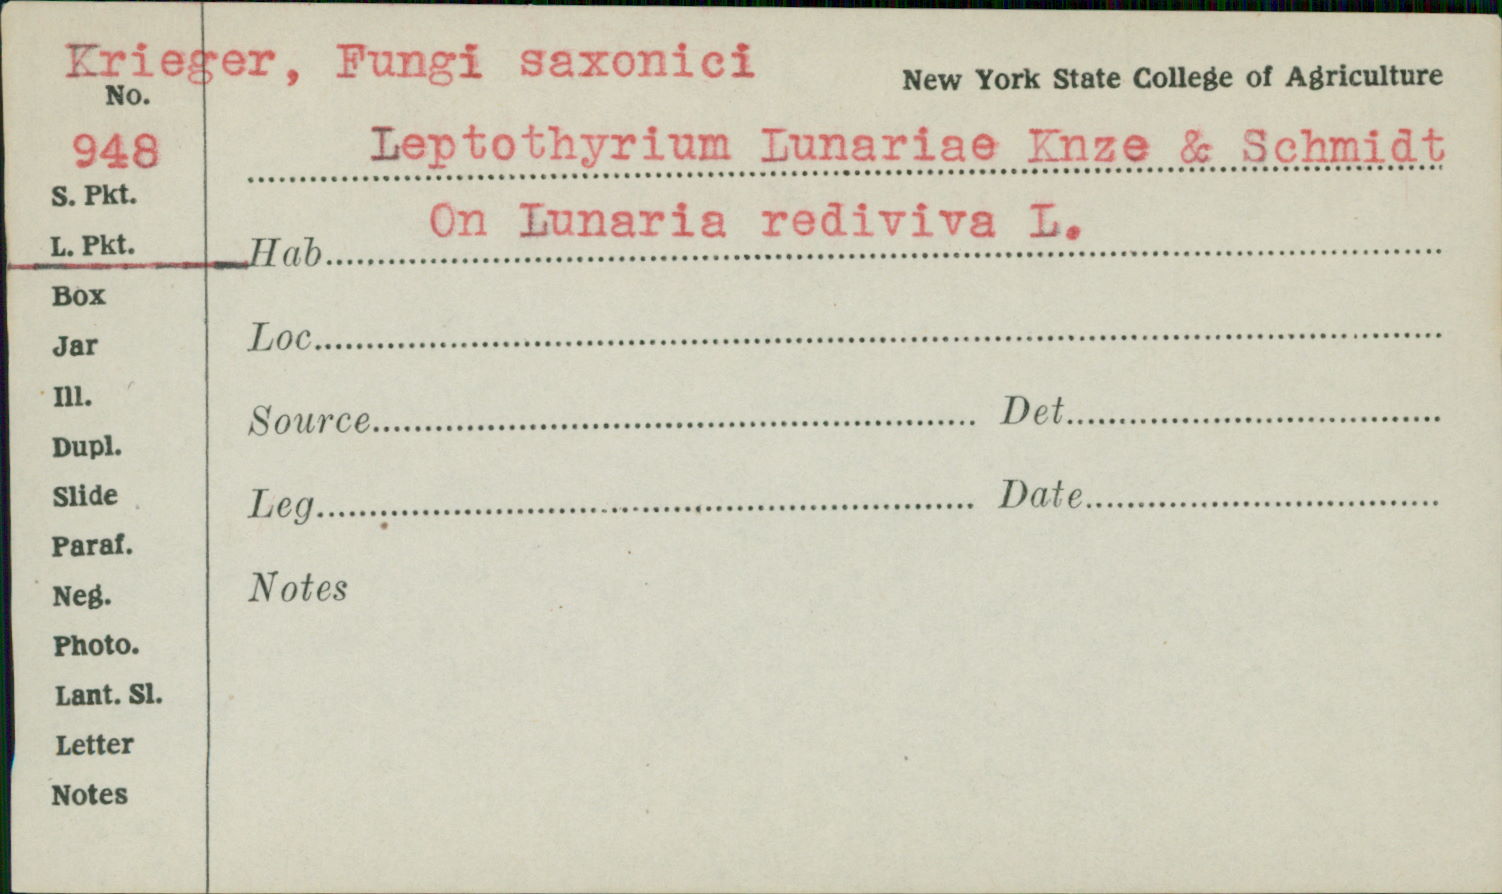 Krieger, Fungi saxonici
New York State College of Agriculture
No.
948
Leptothyrium Lunariae Knze & Schmidt
S. Pkt.
On Lunaria rediviva L.
L. Pkt.
Hab
Box
Loc
Jar
Ill.
Source Det
Dupl.
Slide
Leg Date
Paraf.
Notes
Neg.
Photo.
Lant. Sl.
Letter
Notes